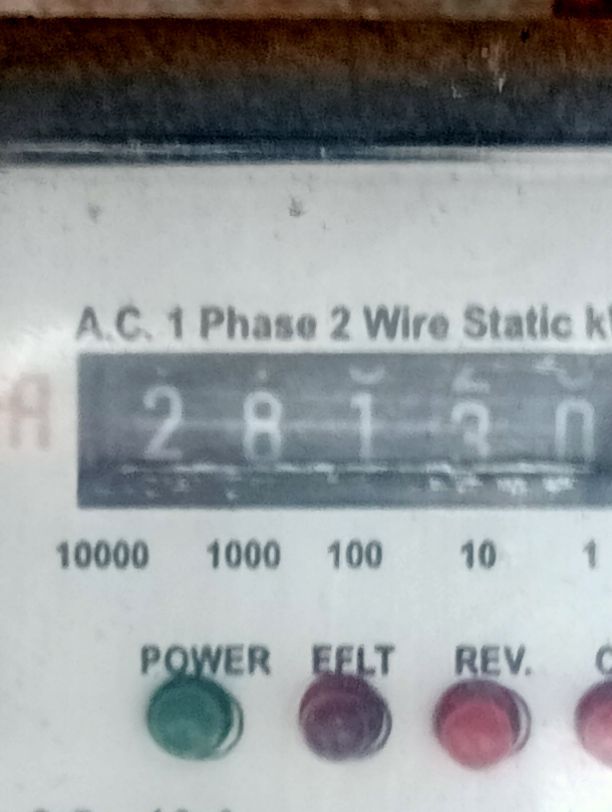 A.C. 1 Phase 2 Wire Static k
A
2 8 1 3 0
10000 1000 100 10 1
POWER EFLT REV. C